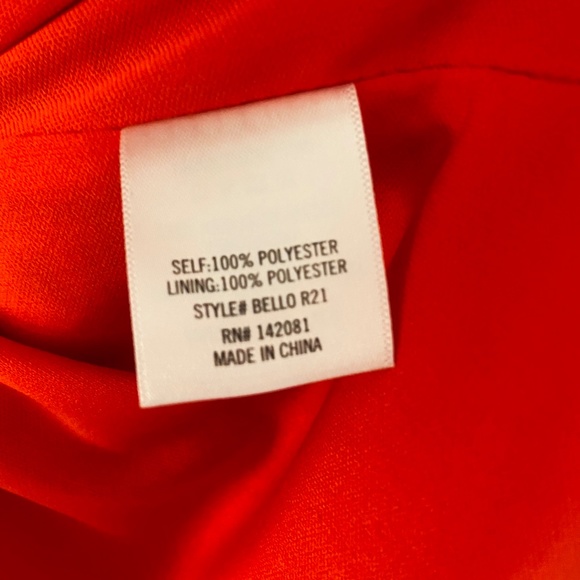 SELF:100% POLYESTER
LINING:100% POLYESTER
STYLE# BELLO R21
RN# 142081
MADE IN CHINA